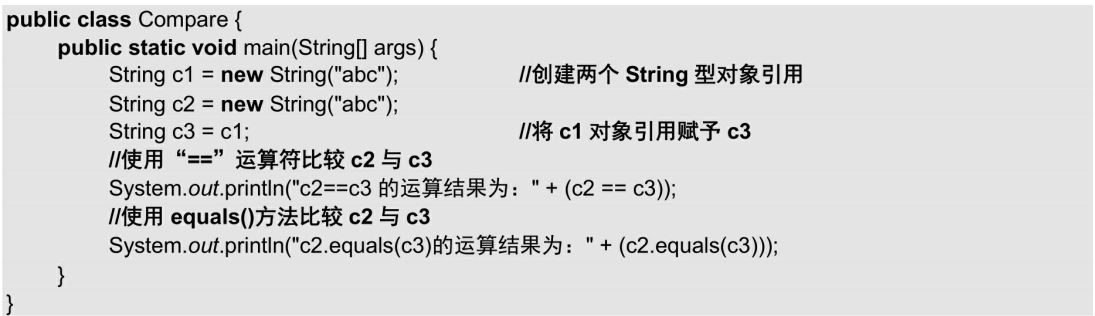 public class Compare {
public static void main(String[] args) {
String c1 = new String("abc"); //创建两个 String 型对象引用
String c2 = new String("abc");
String c3 = c1; //将 c1 对象引用赋予 c3
//使用“==”运算符比较 c2 与 c3
System.out.println("c2==c3 的运算结果为：" + (c2 == c3));
//使用 equals()方法比较 c2 与 c3
System.out.println("c2.equals(c3)的运算结果为：" + (c2.equals(c3)));
}
}